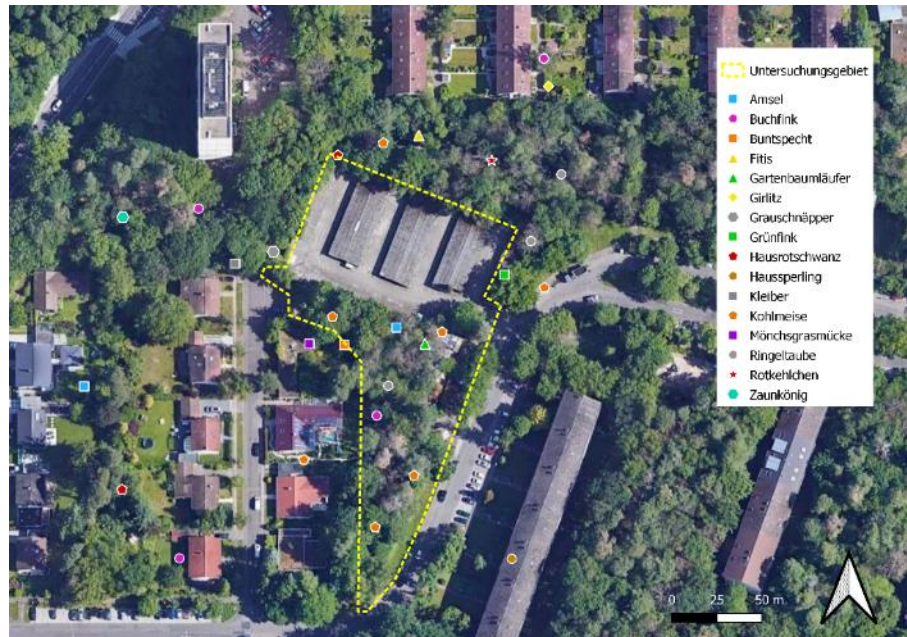 Untersuchungsgebiet
Amsel
Buchfink
Buntspecht
Fitis
Gartenbaumläufer
Girlitz
Grauschnäpper
Grünfink
Hausrotschwanz
Haussperling
Kleiber
Kohlmeise
Mönchsgrasmücke
Ringeltaube
Rotkehlchen
Zaunkönig
0 25 50 m